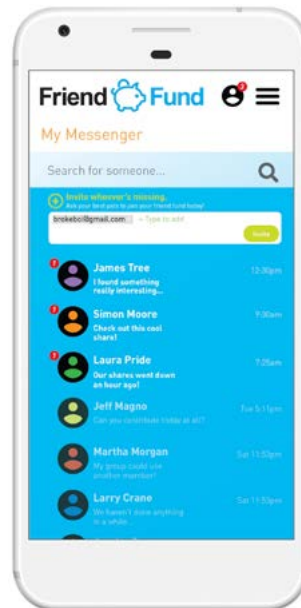 Friend Fund
My Messenger
Search for someone...
Invite whoever's missing.
Ask your best pals to join your friend fund today!
brokeboi@gmail.com + Type to add
Invite
James Tree 12:30pm
I found something
really interesting...
Simon Moore 9:30am
Check out this cool
share!
Laura Pride 7:25am
Our shares went down
an hour ago!
Jeff Magno Tue 5:11pm
Can you contribute today at all?
Martha Morgan Sat 11:53pm
My group could use
another member!
Larry Crane Sat 11:53pm
We haven't done anything
in a while...